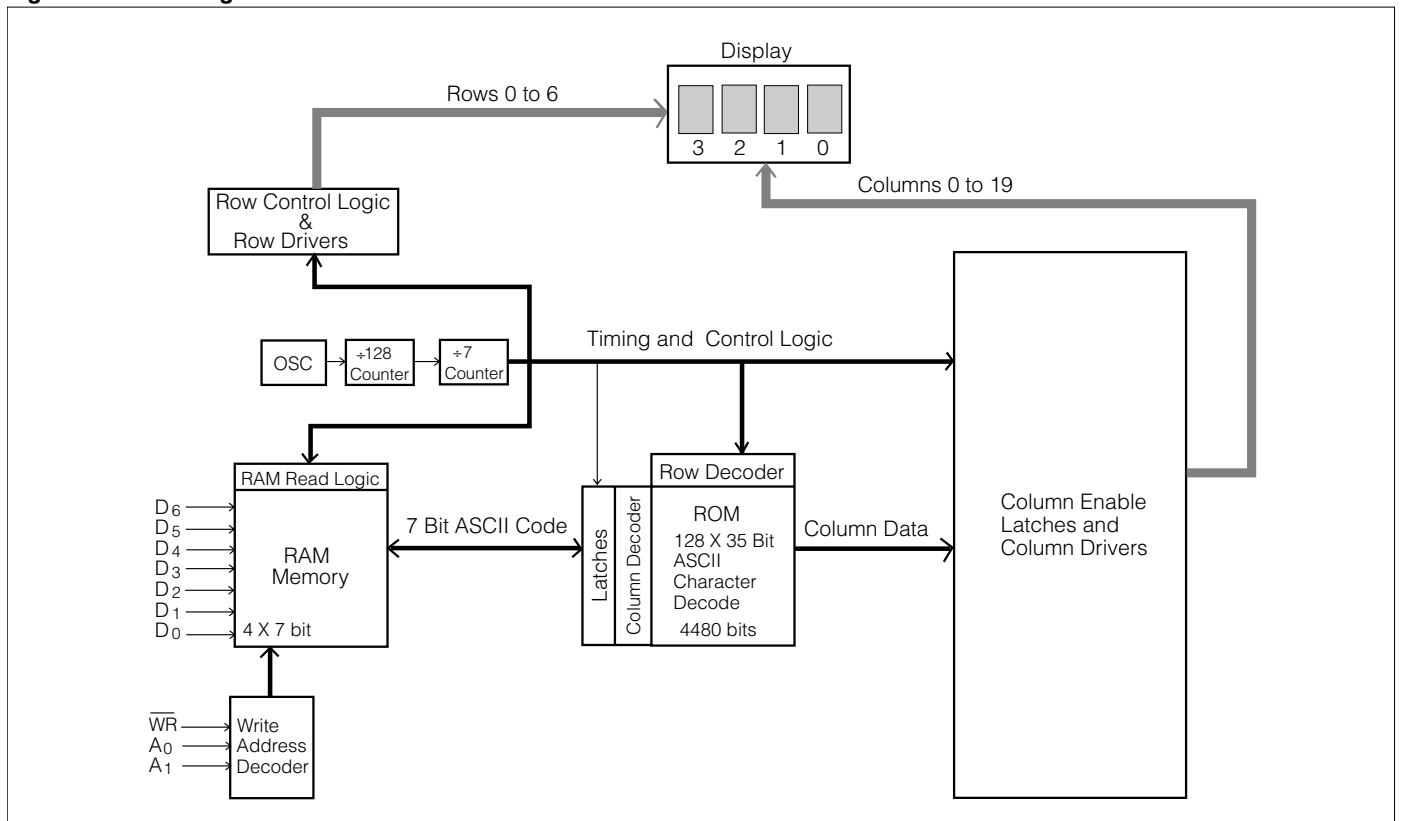 Display
Rows 0 to 6
3 2 1 0
Columns 0 to 19
Row Control Logic
&
Row Drivers
Timing and Control Logic
OSC
÷128
Counter
÷7
Counter
RAM Read Logic
Row Decoder
D6
D5
D4
D3
D2
D1
D0
RAM
Memory
4 X 7 bit
7 Bit ASCII Code
Latches
Column Decoder
ROM
128 X 35 Bit
ASCII
Character
Decode
4480 bits
Column Data
Column Enable
Latches and
Column Drivers
W̅R̅
A0
A1
Write
Address
Decoder